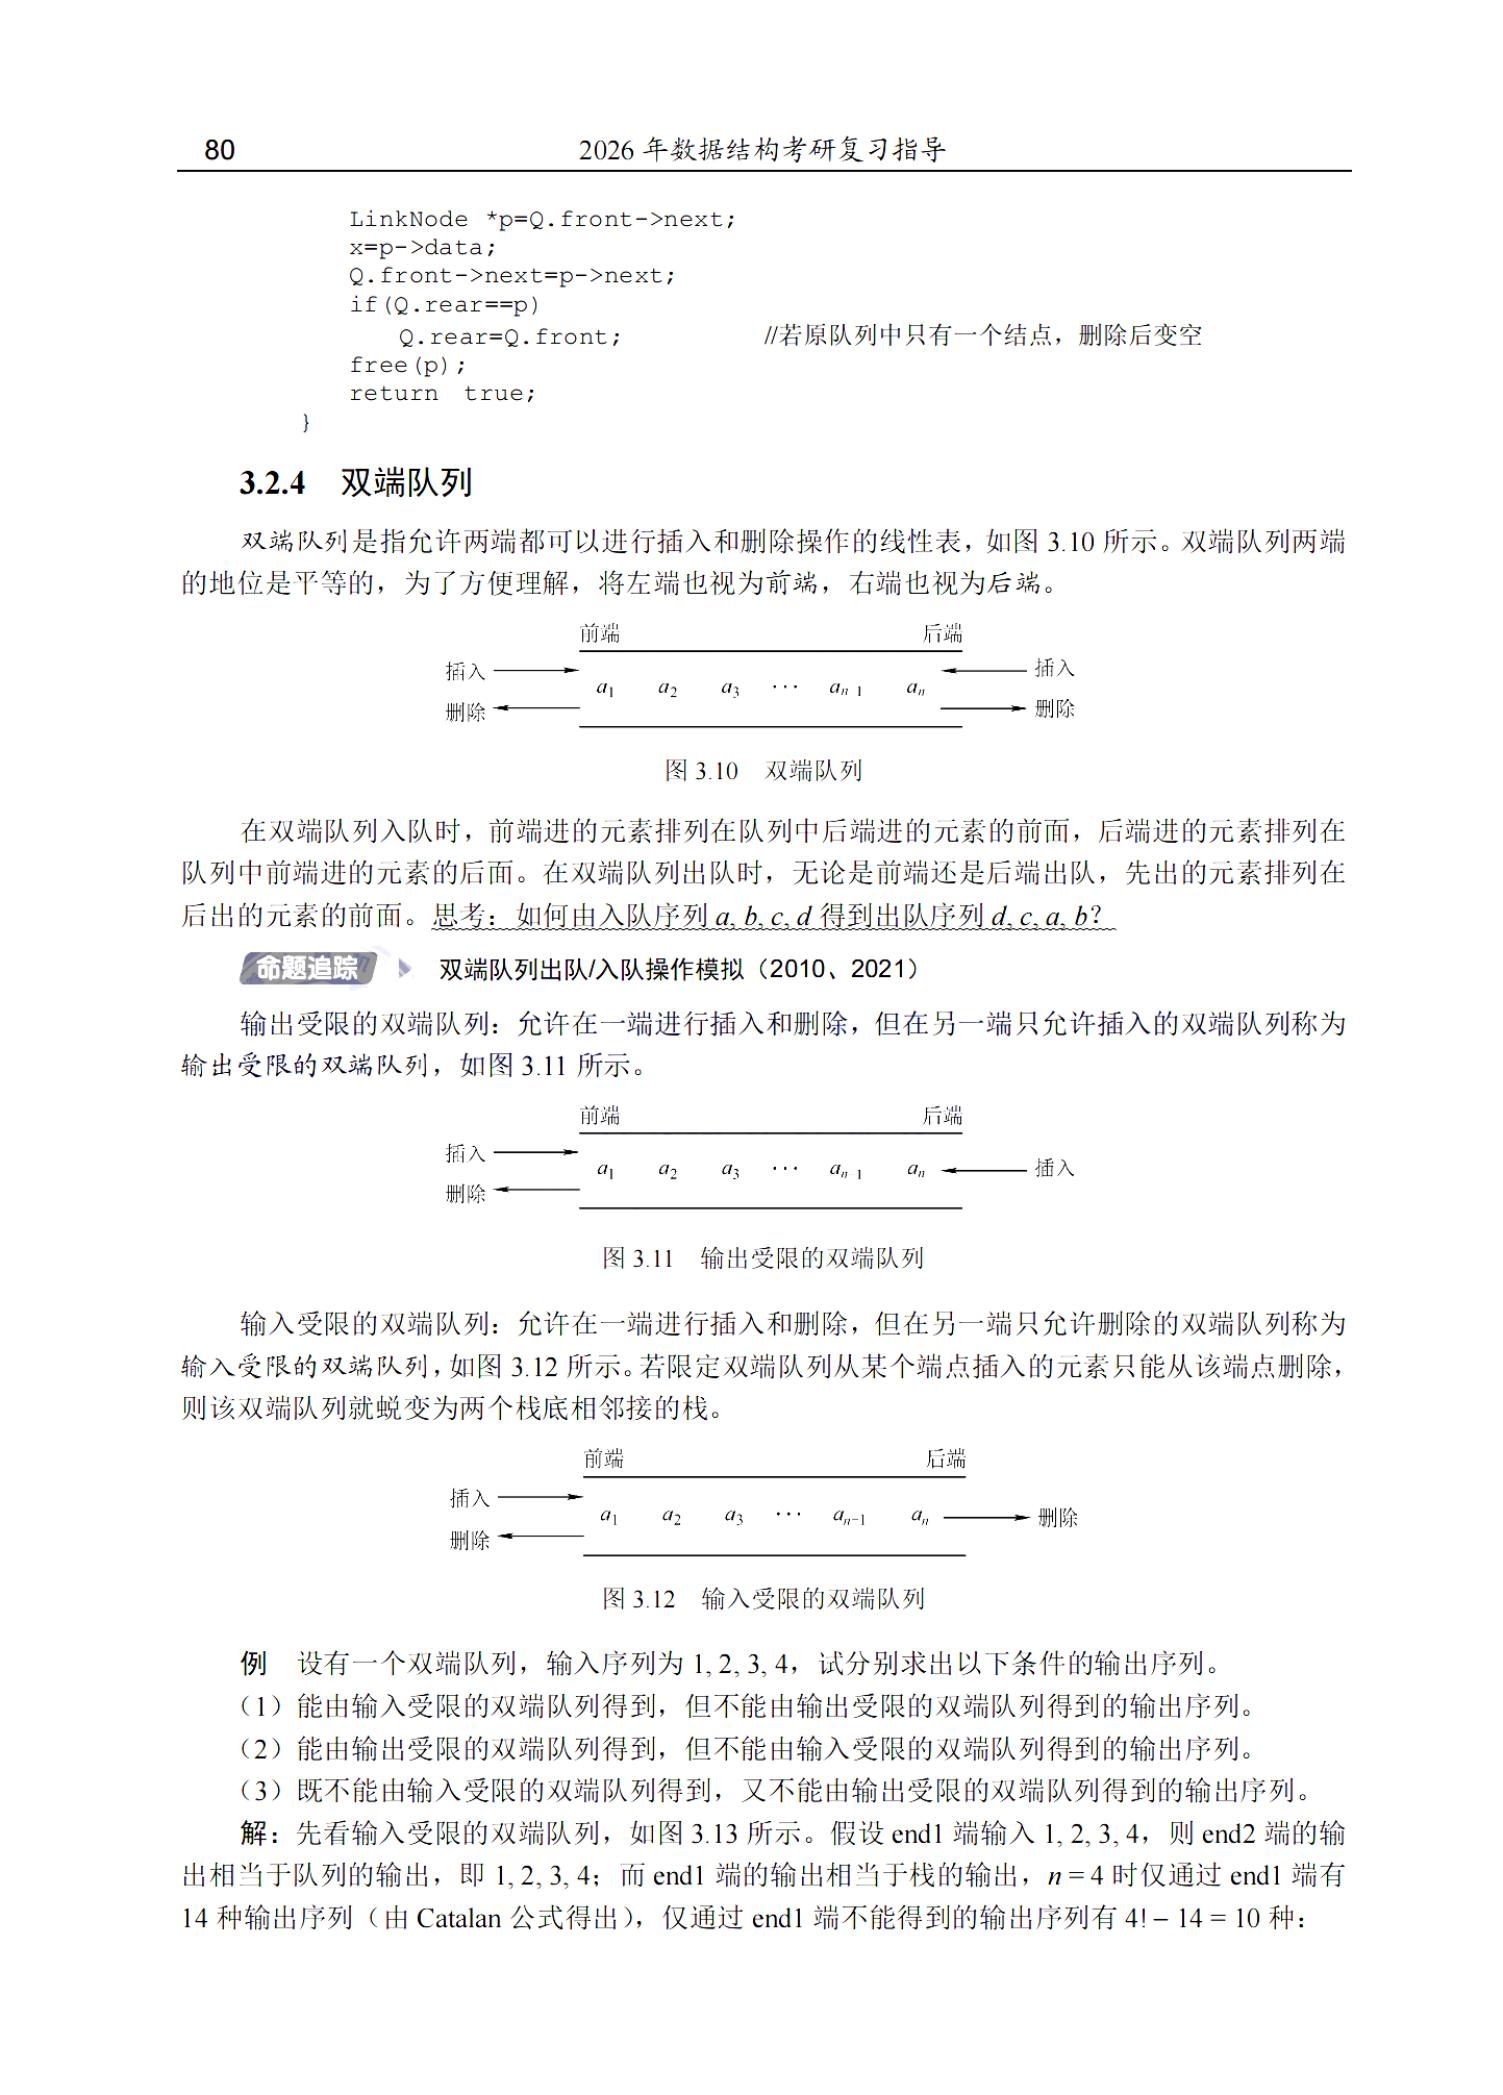 80 2026 年数据结构考研复习指导
LinkNode *p=Q.front->next;
x=p->data;
Q.front->next=p->next;
if(Q.rear==p)
Q.rear=Q.front; //若原队列中只有一个结点，删除后变空
free(p);
return true;
}
3.2.4 双端队列
双端队列是指允许两端都可以进行插入和删除操作的线性表，如图 3.10 所示。双端队列两端
的地位是平等的，为了方便理解，将左端也视为前端，右端也视为后端。
前端 后端
插入 插入
a1 a2 a3 ··· an-1 an
删除 删除
图 3.10 双端队列
在双端队列入队时，前端进的元素排列在队列中后端进的元素的前面，后端进的元素排列在
队列中前端进的元素的后面。在双端队列出队时，无论是前端还是后端出队，先出的元素排列在
后出的元素的前面。思考：如何由入队序列 a, b, c, d 得到出队序列 d, c, a, b？
命题追踪 双端队列出队/入队操作模拟（2010、2021）
输出受限的双端队列：允许在一端进行插入和删除，但在另一端只允许插入的双端队列称为
输出受限的双端队列，如图 3.11 所示。
前端 后端
插入
a1 a2 a3 ··· an-1 an 插入
删除
图 3.11 输出受限的双端队列
输入受限的双端队列：允许在一端进行插入和删除，但在另一端只允许删除的双端队列称为
输入受限的双端队列，如图 3.12 所示。若限定双端队列从某个端点插入的元素只能从该端点删除，
则该双端队列就蜕变为两个栈底相邻接的栈。
前端 后端
插入
a1 a2 a3 ··· an−1 an 删除
删除
图 3.12 输入受限的双端队列
例 设有一个双端队列，输入序列为 1, 2, 3, 4，试分别求出以下条件的输出序列。
（1）能由输入受限的双端队列得到，但不能由输出受限的双端队列得到的输出序列。
（2）能由输出受限的双端队列得到，但不能由输入受限的双端队列得到的输出序列。
（3）既不能由输入受限的双端队列得到，又不能由输出受限的双端队列得到的输出序列。
解：先看输入受限的双端队列，如图 3.13 所示。假设 end1 端输入 1, 2, 3, 4，则 end2 端的输
出相当于队列的输出，即 1, 2, 3, 4；而 end1 端的输出相当于栈的输出，n = 4 时仅通过 end1 端有
14 种输出序列（由 Catalan 公式得出），仅通过 end1 端不能得到的输出序列有 4! − 14 = 10 种：